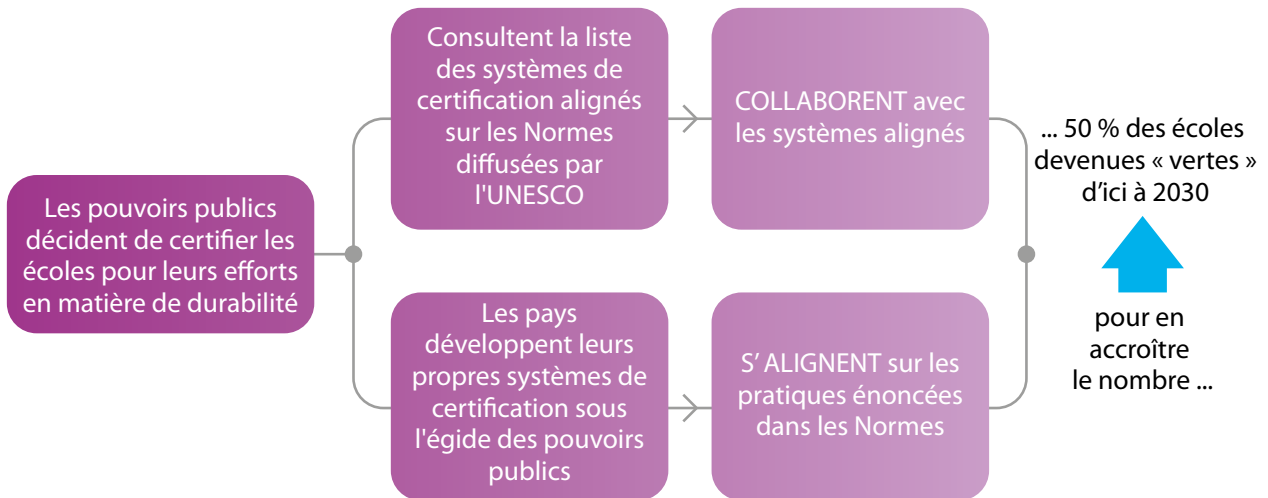 Les pouvoirs publics
décident de certifier les
écoles pour leurs efforts
en matière de durabilité
Consultent la liste
des systèmes de
certification alignés
sur les Normes
diffusées par
l'UNESCO
COLLABORENT avec
les systèmes alignés
Les pays
développent leurs
propres systèmes de
certification sous
l'égide des pouvoirs
publics
S’ ALIGNENT sur les
pratiques énoncées
dans les Normes
... 50 % des écoles
devenues « vertes »
d’ici à 2030
pour en
accroître
le nombre ...